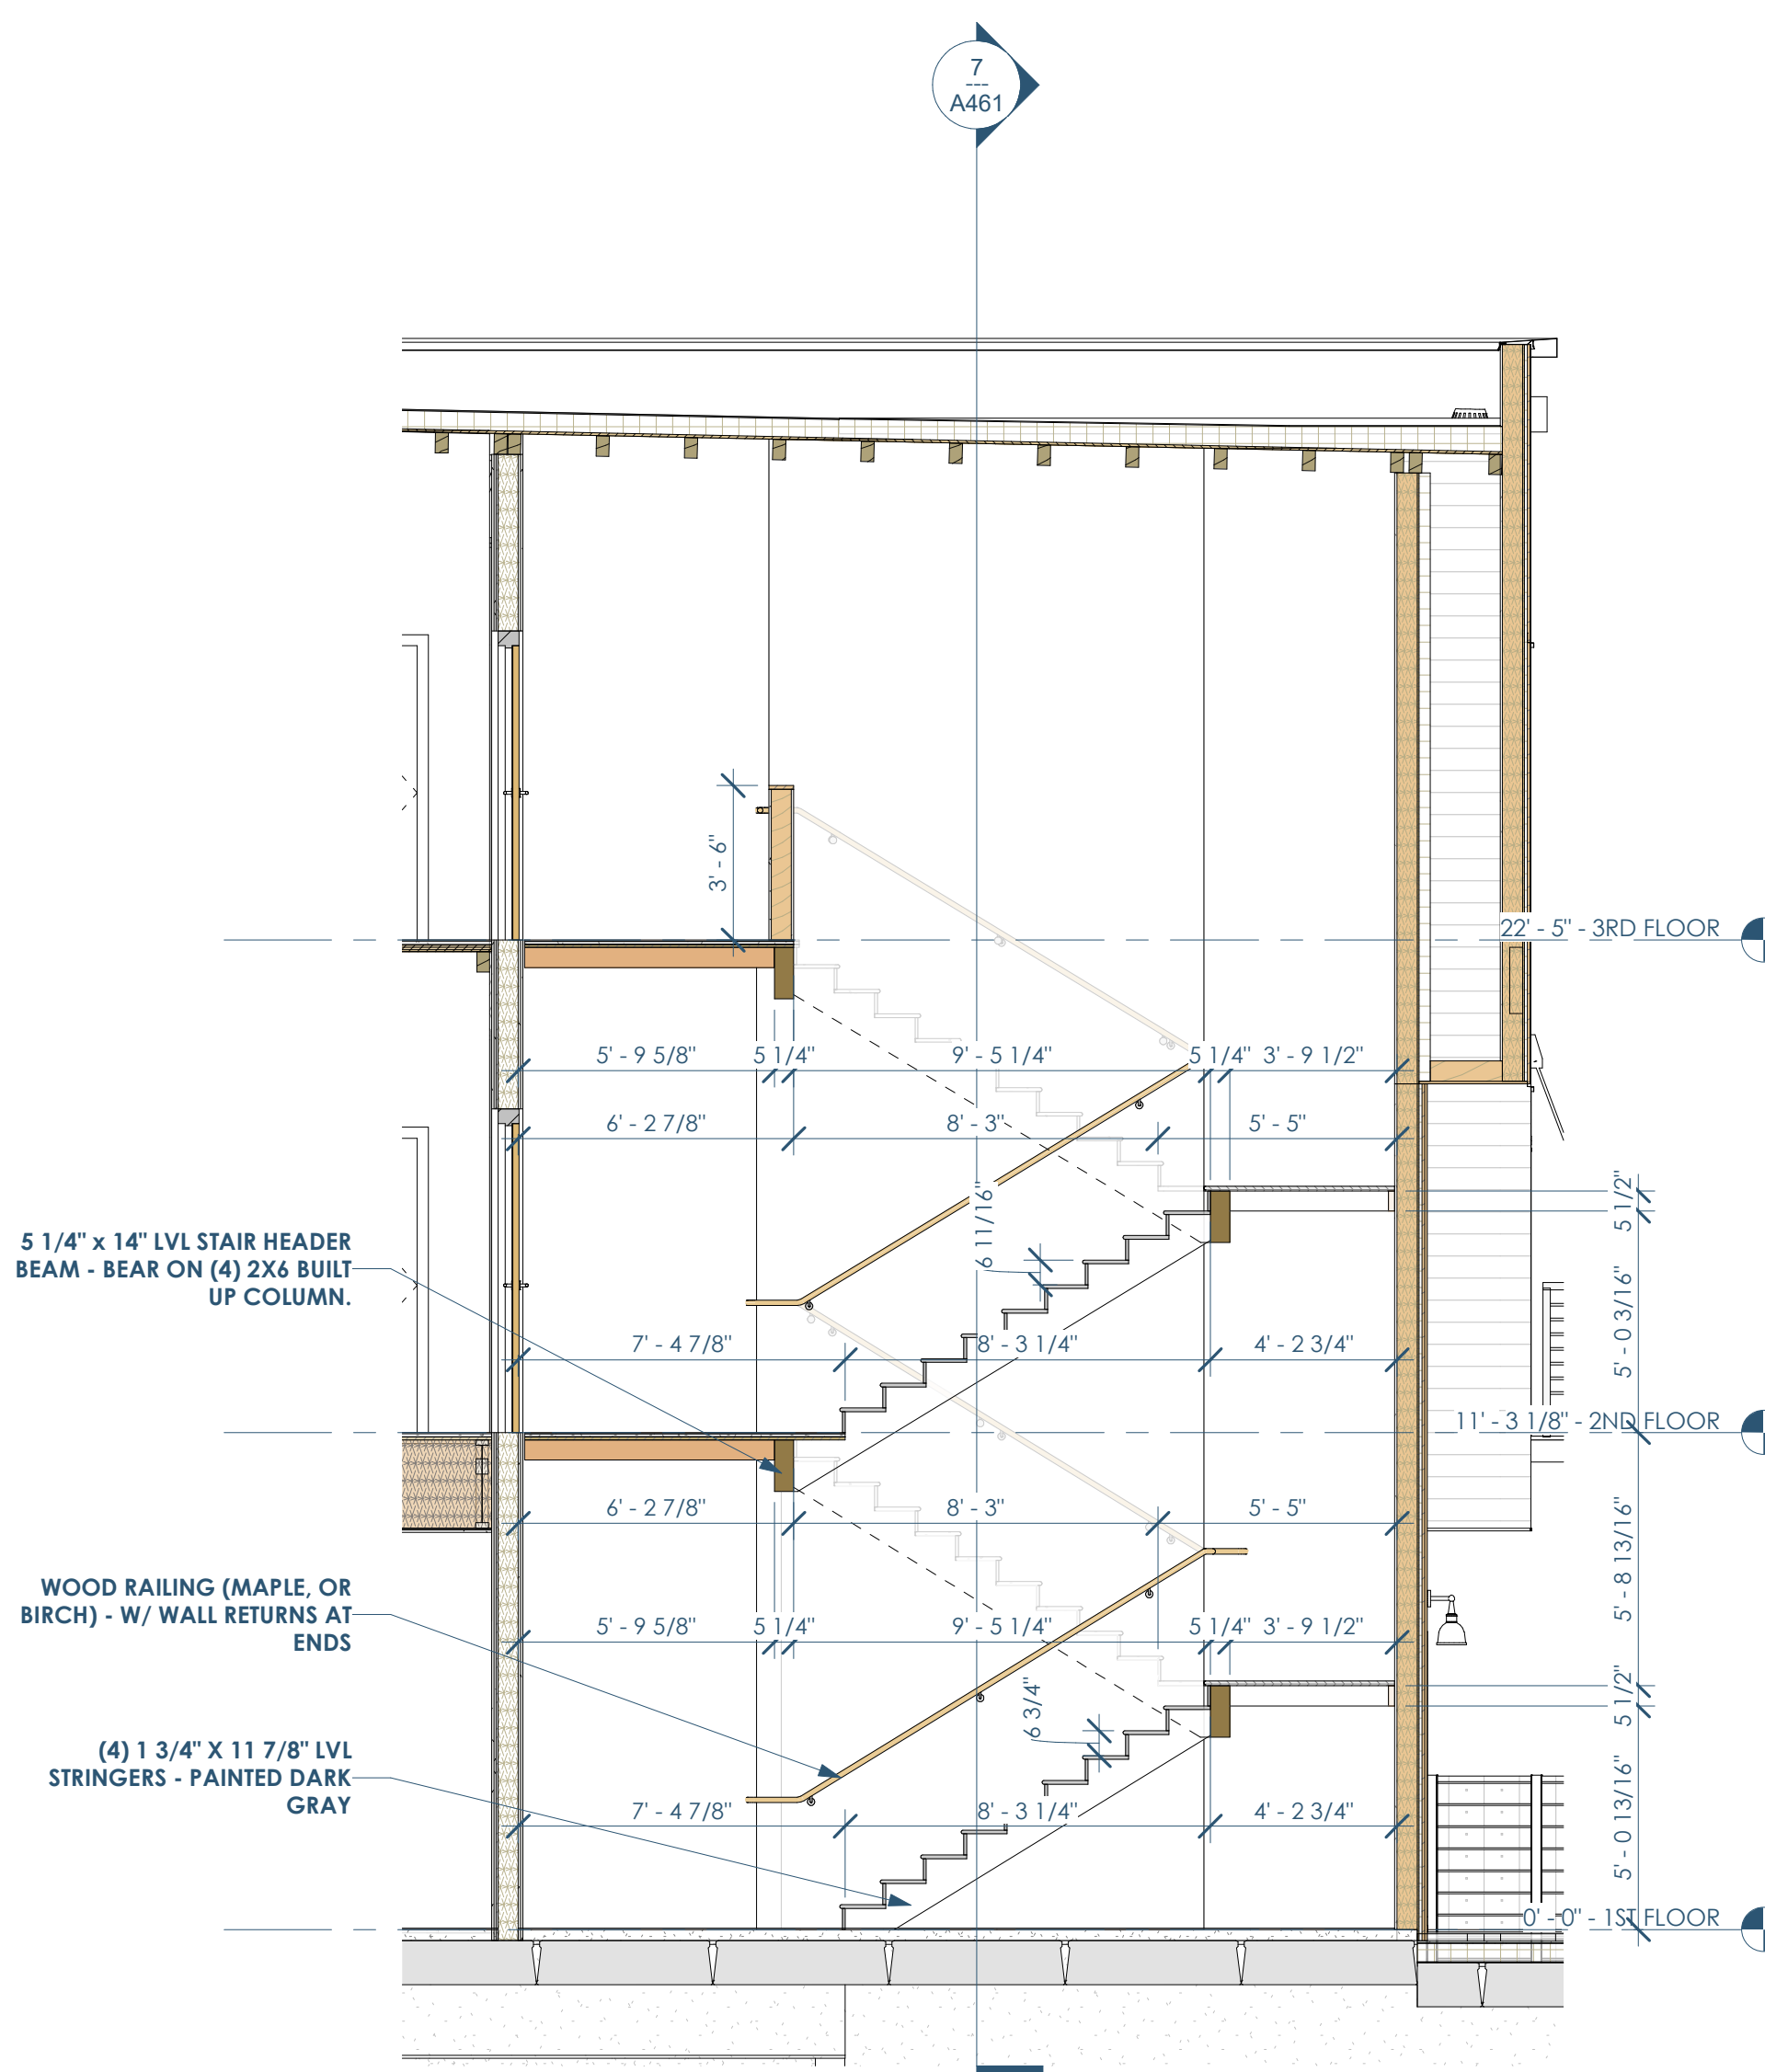 7
---
A461
3' - 6"
22' - 5" - 3RD FLOOR
5' - 9 5/8" 5 1/4" 9' - 5 1/4" 5 1/4" 3' - 9 1/2"
6' - 2 7/8" 8' - 3" 5' - 5"
5 1/2"
6 11/16"
5 1/4" x 14" LVL STAIR HEADER
BEAM - BEAR ON (4) 2X6 BUILT
UP COLUMN.
5' - 0 3/16"
7' - 4 7/8" 8' - 3 1/4" 4' - 2 3/4"
11' - 3 1/8" - 2ND FLOOR
6' - 2 7/8" 8' - 3" 5' - 5"
5' - 8 13/16"
WOOD RAILING (MAPLE, OR
BIRCH) - W/ WALL RETURNS AT
ENDS
5' - 9 5/8" 5 1/4" 9' - 5 1/4" 5 1/4" 3' - 9 1/2"
5 1/2"
6 3/4"
(4) 1 3/4" X 11 7/8" LVL
STRINGERS - PAINTED DARK
GRAY
7' - 4 7/8" 8' - 3 1/4" 4' - 2 3/4"
5' - 0 13/16"
0' - 0" - 1ST FLOOR